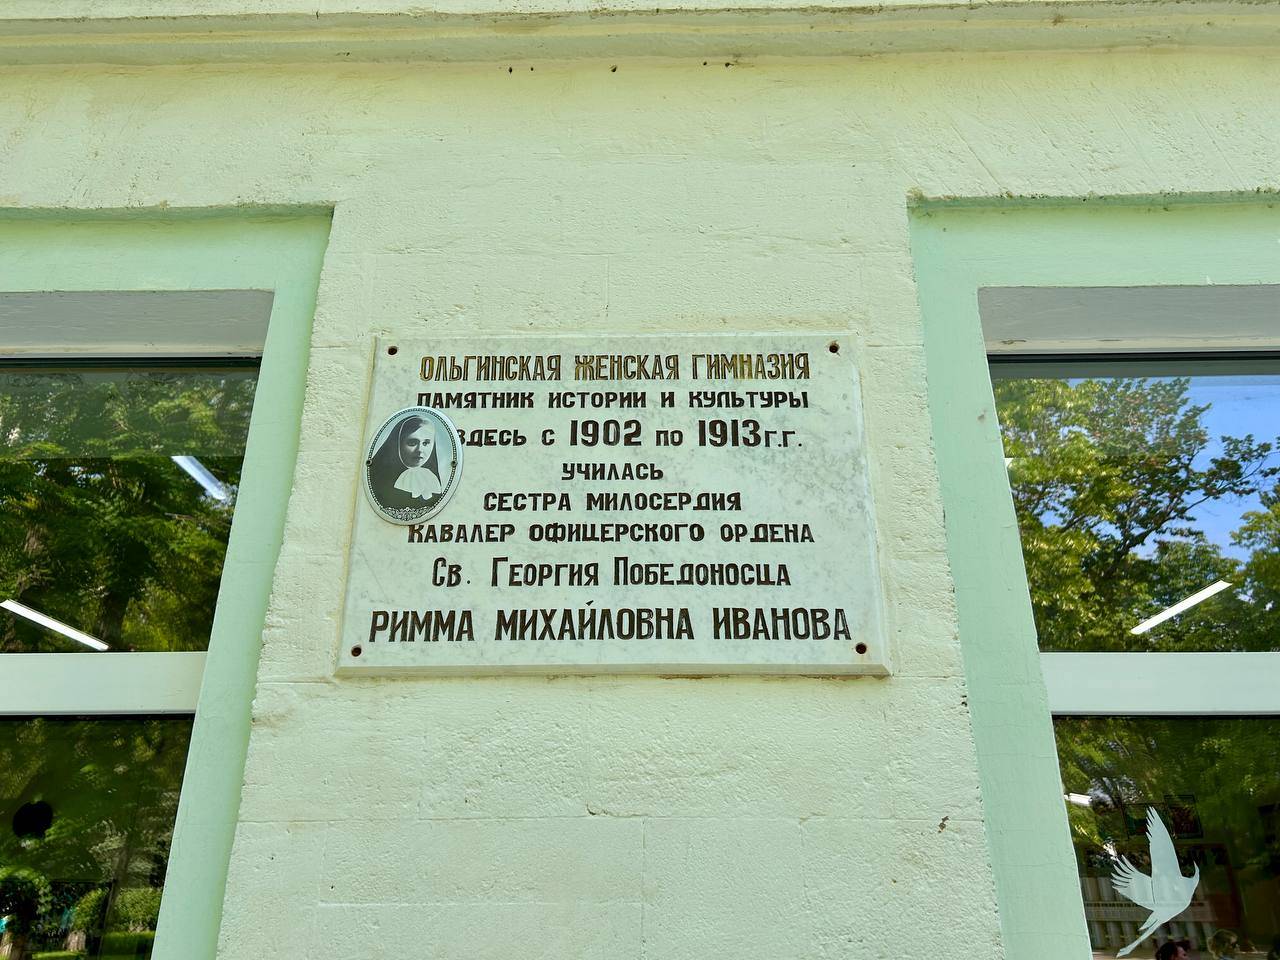 ОЛЬГИНСКАЯ ЖЕНСКАЯ ГИМНАЗИЯ
ПАМЯТНИК ИСТОРИИ И КУЛЬТУРЫ
ЗДЕСЬ С 1902 ПО 1913 Г.Г.
УЧИЛАСЬ
СЕСТРА МИЛОСЕРДИЯ
КАВАЛЕР ОФИЦЕРСКОГО ОРДЕНА
СВ. ГЕОРГИЯ ПОБЕДОНОСЦА
РИММА МИХАЙЛОВНА ИВАНОВА